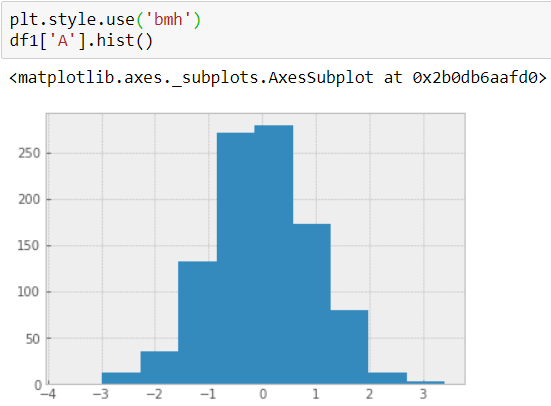 plt.style.use('bmh')
df1['A'].hist()
<matplotlib.axes._subplots.AxesSubplot at 0x2b0db6aafd0>
250
200
150
100
50
0
−4 −3 −2 −1 0 1 2 3